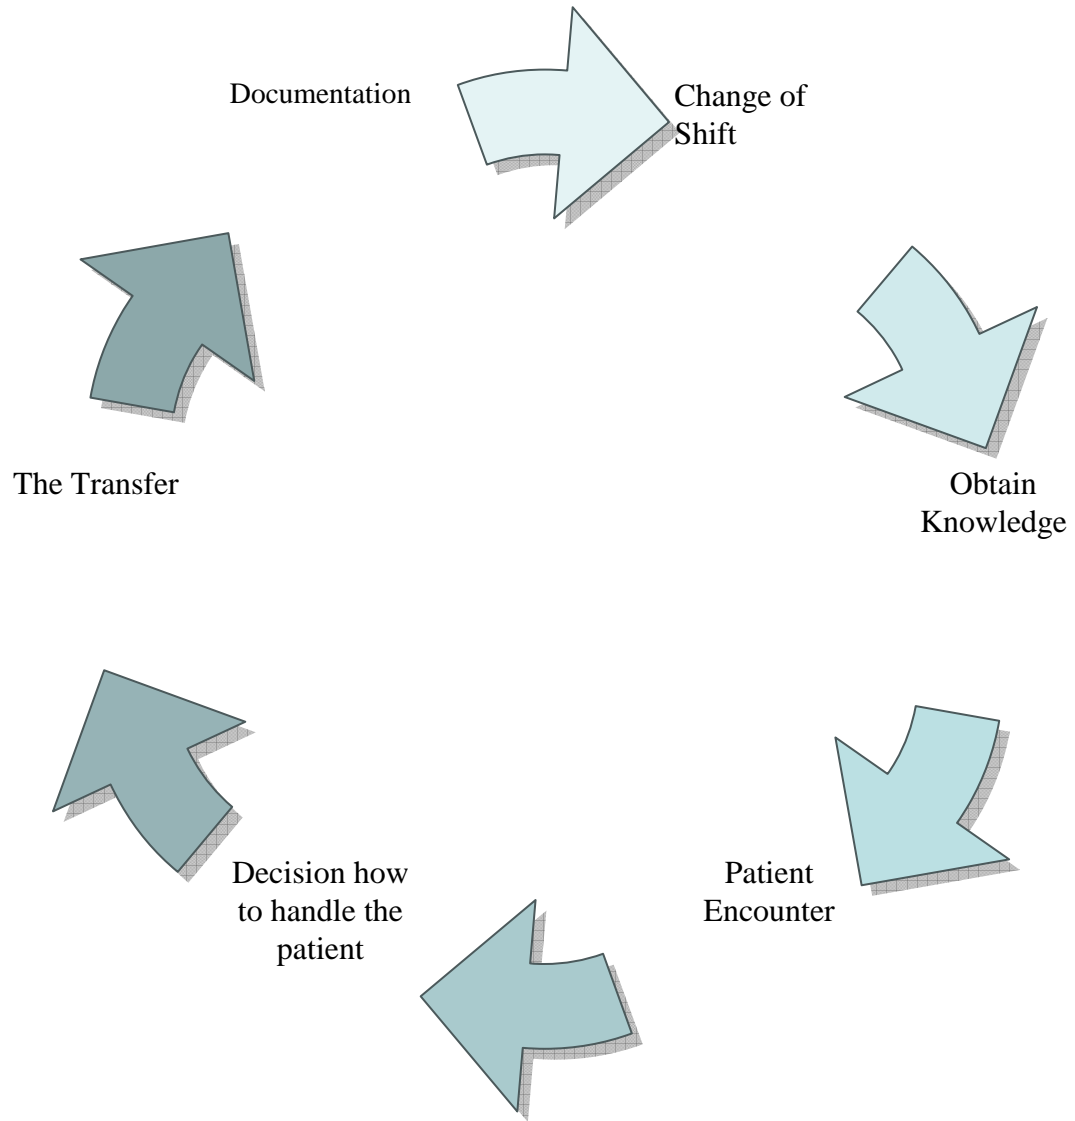 Documentation
Change of
Shift
Obtain
Knowledge
Patient
Encounter
Decision how
to handle the
patient
The Transfer